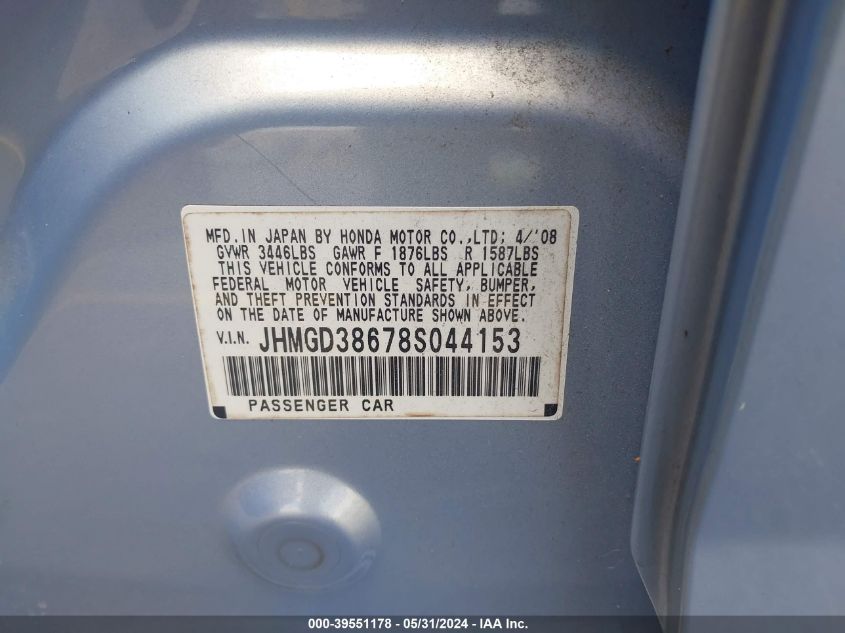 MFD. IN JAPAN BY HONDA MOTOR CO.,LTD; 4/'08
GVWR 3446LBS GAWR F 1876LBS R 1587LBS
THIS VEHICLE CONFORMS TO ALL APPLICABLE
FEDERAL MOTOR VEHICLE SAFETY, BUMPER,
AND THEFT PREVENTION STANDARDS IN EFFECT
ON THE DATE OF MANUFACTURE SHOWN ABOVE.
V.I.N. JHMGD38678S044153
PASSENGER CAR
000-39551178 - 05/31/2024 - IAA Inc.